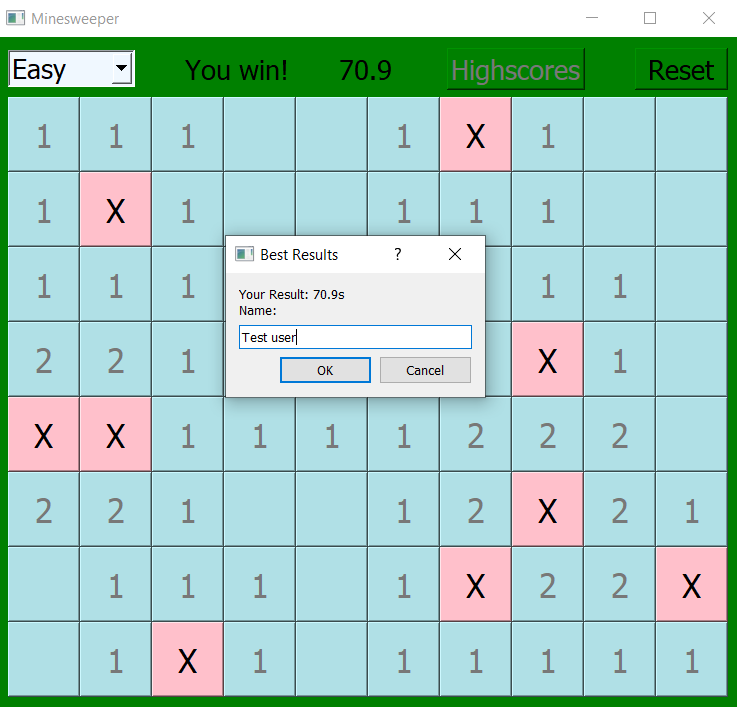 Minesweeper
Easy You win! 70.9 Highscores Reset
1 1 1 1 X 1
1 X 1 1 1 1
Best Results ?
1 1 1 1 1
Your Result: 70.9s
Name:
Test user
2 2 1 X 1
OK Cancel
X X 1 1 1 1 2 2 2
2 2 1 1 2 X 2 1
1 1 1 1 X 2 2 X
1 X 1 1 1 1 1 1